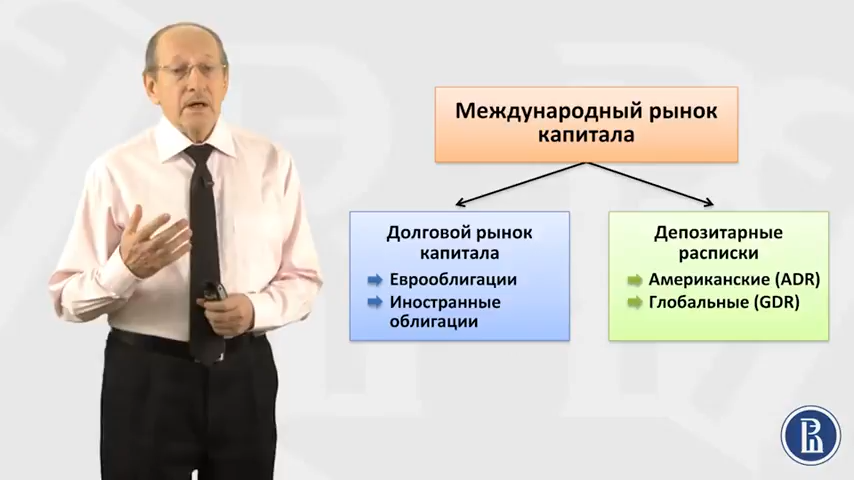 Международный рынок
капитала
Долговой рынок
капитала
Еврооблигации
Иностранные
облигации
Депозитарные
расписки
Американские (ADR)
Глобальные (GDR)